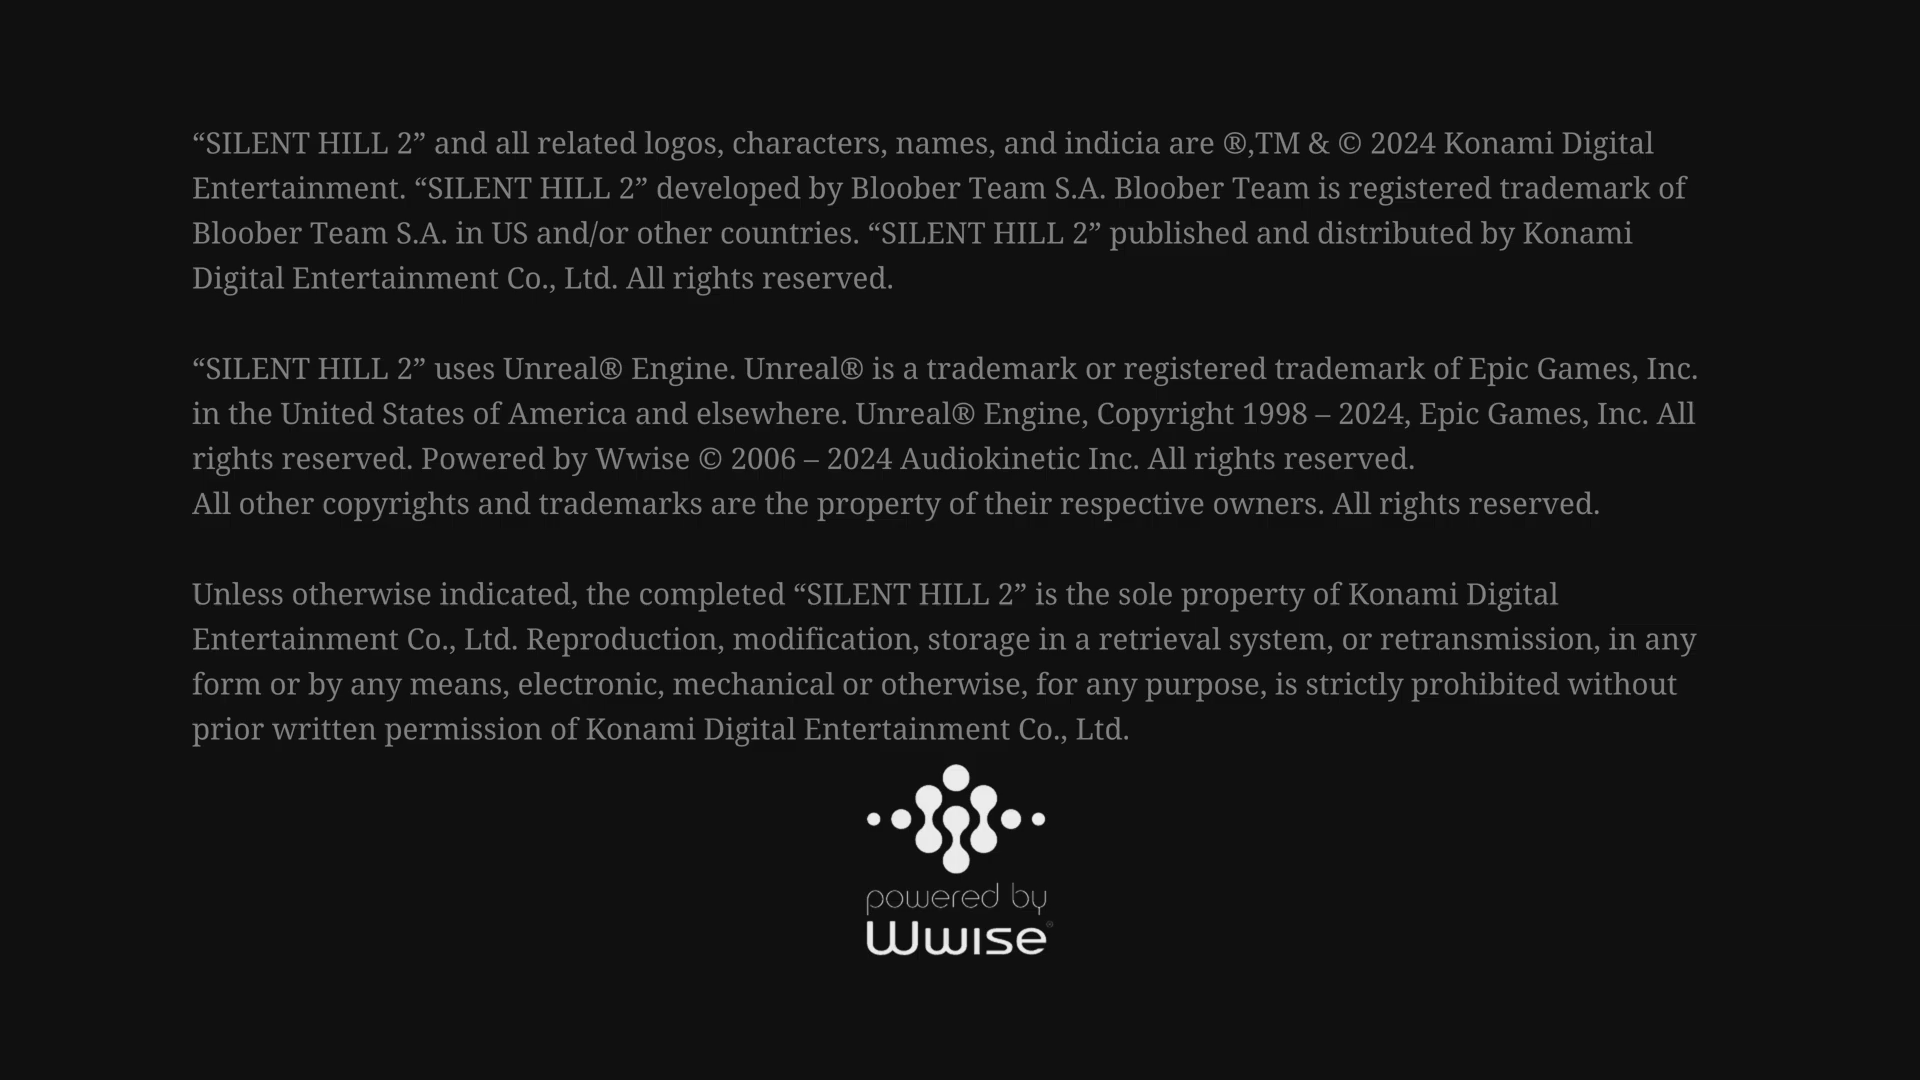 “SILENT HILL 2” and all related logos, characters, names, and indicia are ®,TM & © 2024 Konami Digital
Entertainment. “SILENT HILL 2” developed by Bloober Team S.A. Bloober Team is registered trademark of
Bloober Team S.A. in US and/or other countries. “SILENT HILL 2” published and distributed by Konami
Digital Entertainment Co., Ltd. All rights reserved.
“SILENT HILL 2” uses Unreal® Engine. Unreal® is a trademark or registered trademark of Epic Games, Inc.
in the United States of America and elsewhere. Unreal® Engine, Copyright 1998 – 2024, Epic Games, Inc. All
rights reserved. Powered by Wwise © 2006 – 2024 Audiokinetic Inc. All rights reserved.
All other copyrights and trademarks are the property of their respective owners. All rights reserved.
Unless otherwise indicated, the completed “SILENT HILL 2” is the sole property of Konami Digital
Entertainment Co., Ltd. Reproduction, modification, storage in a retrieval system, or retransmission, in any
form or by any means, electronic, mechanical or otherwise, for any purpose, is strictly prohibited without
prior written permission of Konami Digital Entertainment Co., Ltd.
powered by
Wwise®